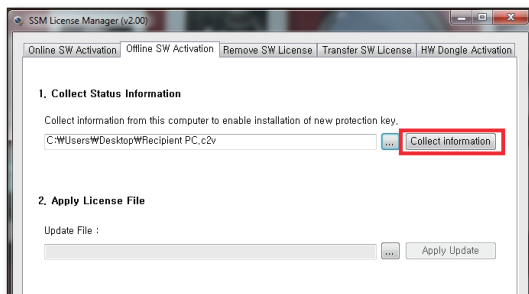 SSM License Manager (v2.00)
Online SW Activation Offline SW Activation Remove SW License Transfer SW License HW Dongle Activation
1. Collect Status Information
Collect information from this computer to enable installation of new protection key.
C:₩Users₩Desktop₩Recipient PC.c2v ... Collect information
2. Apply License File
Update File :
... Apply Update